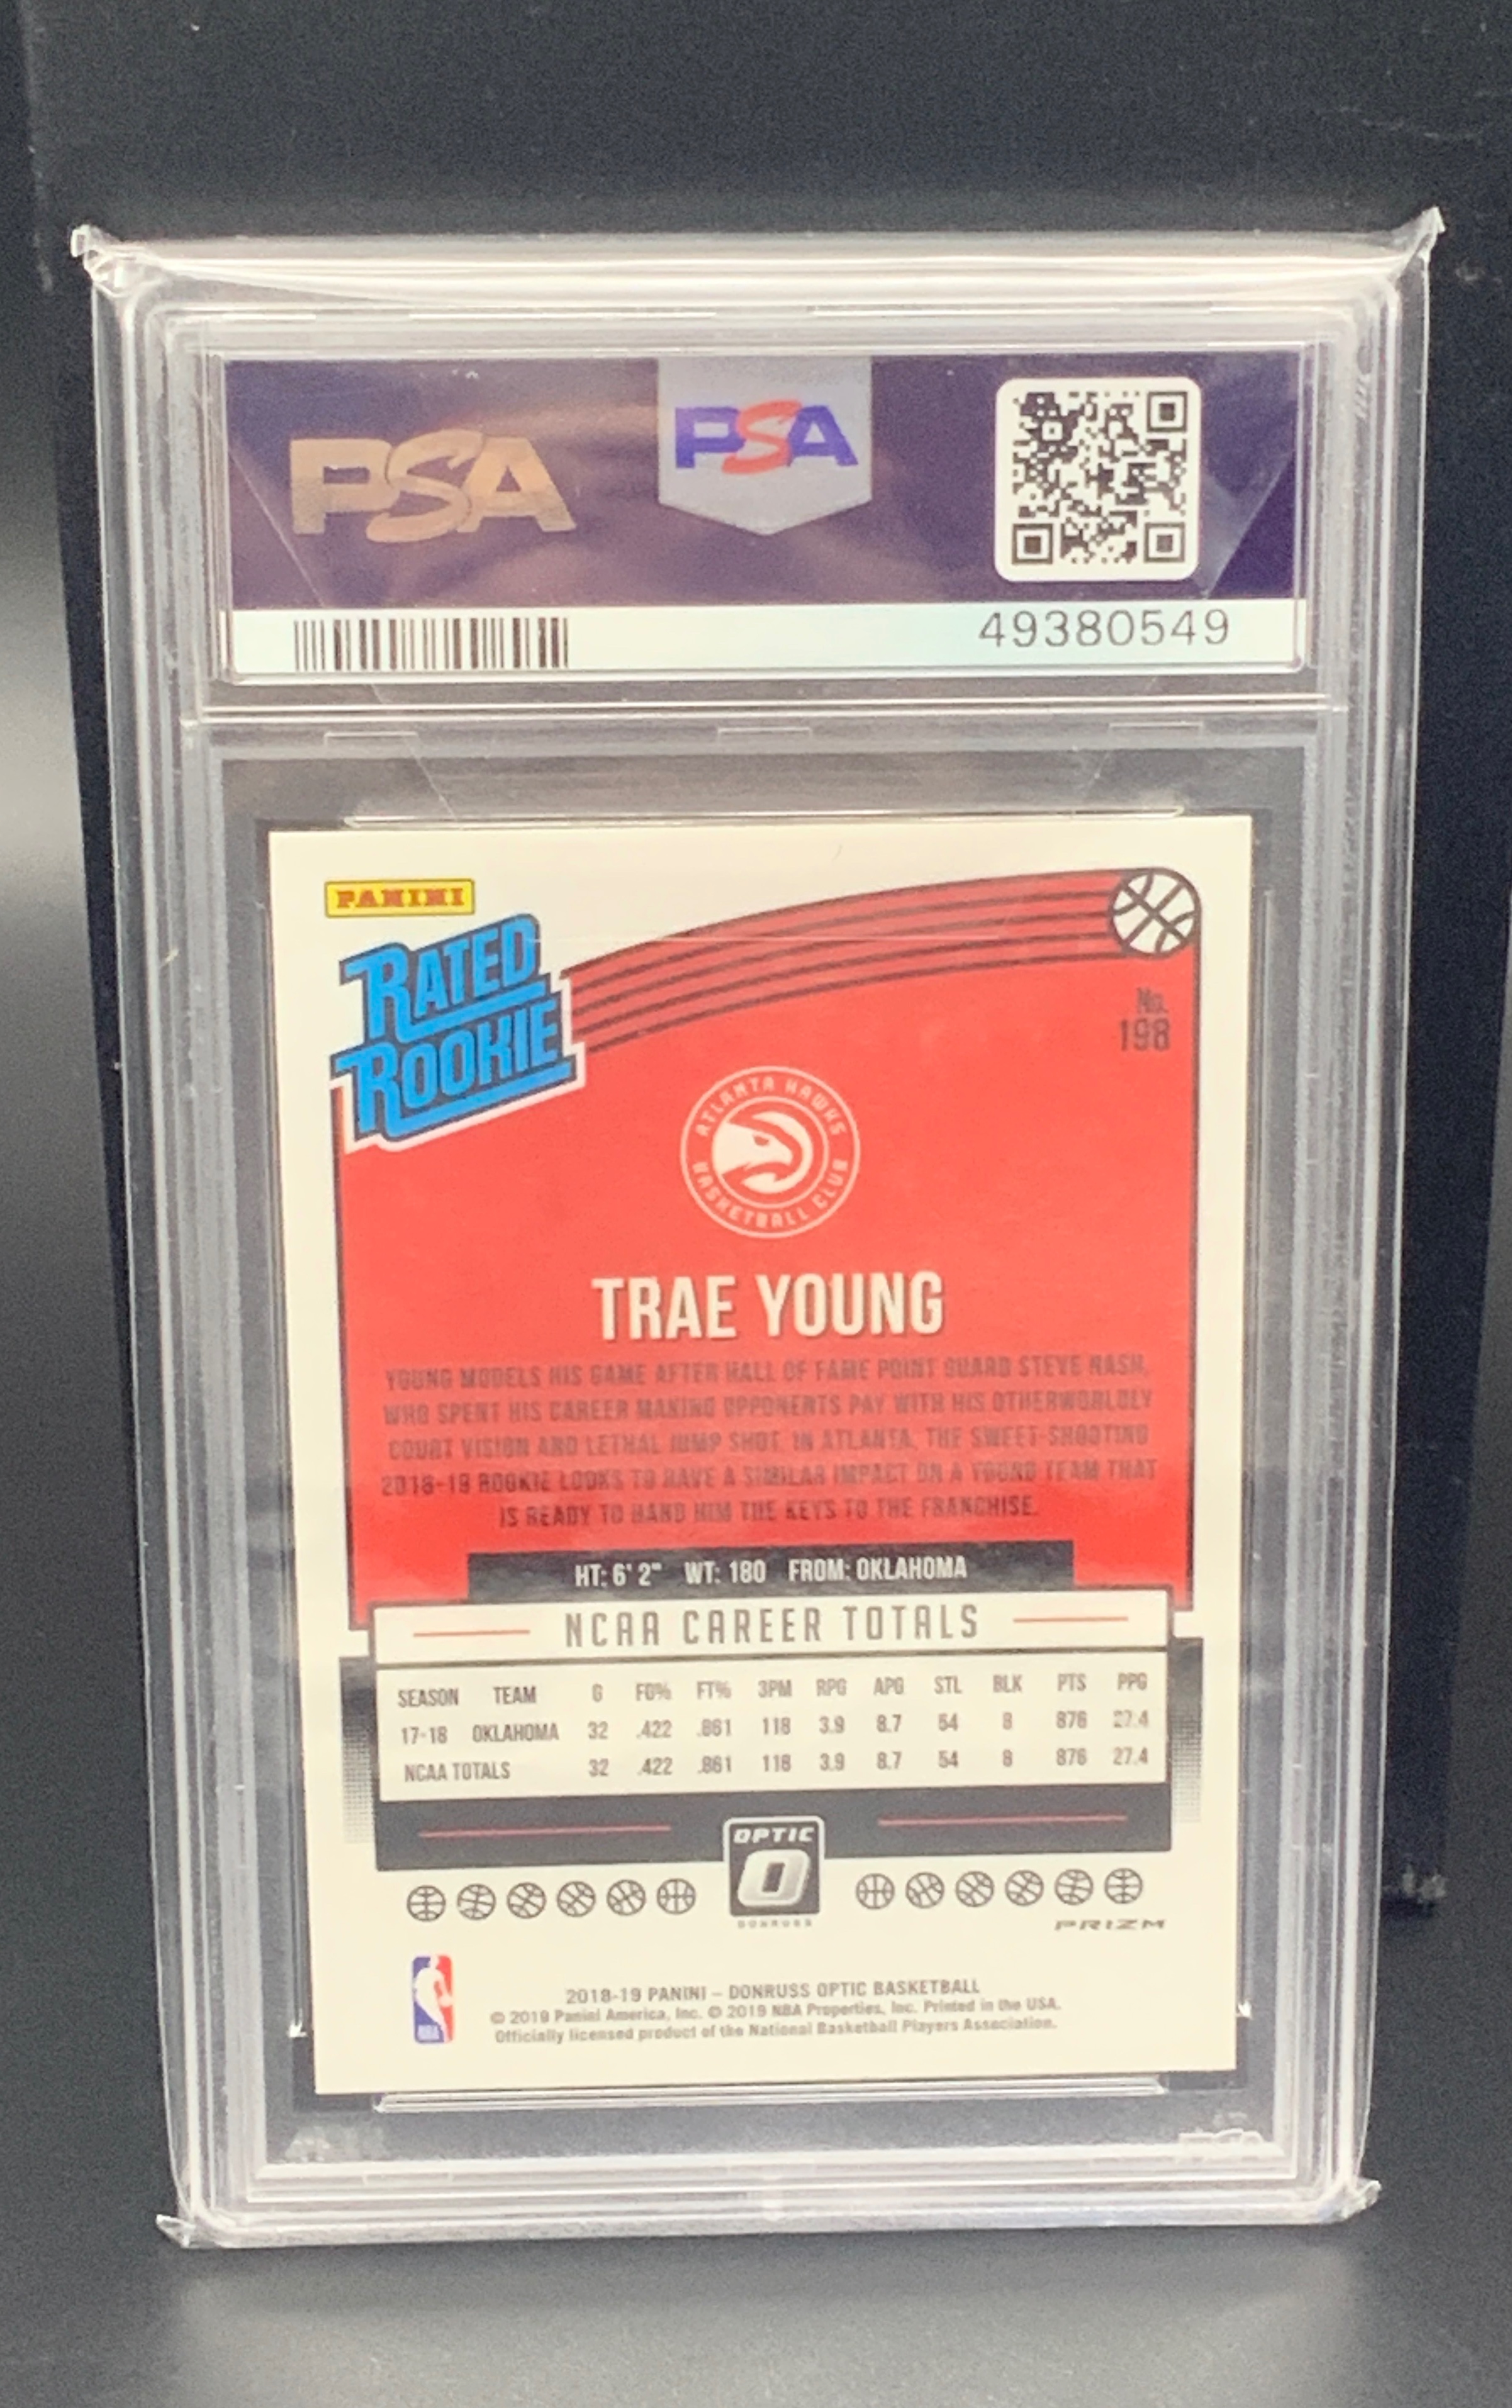 PSA
PSA
49380549
PANINI
RATED
ROOKIE
No.
198
ATLANTA HAWKS
BASKETBALL CLUB
TRAE YOUNG
YOUNG MODELS HIS GAME AFTER HALL OF FAME POINT GUARD STEVE NASH,
WHO SPENT HIS CAREER MAKING OPPONENTS PAY WITH HIS OTHERWORLDLY
COURT VISION AND LETHAL JUMP SHOT. IN ATLANTA, THE SWEET-SHOOTING
2018-19 ROOKIE LOOKS TO HAVE A SIMILAR IMPACT ON A YOUNG TEAM THAT
IS READY TO HAND HIM THE KEYS TO THE FRANCHISE.
HT: 6' 2" WT: 180 FROM: OKLAHOMA
NCAA CAREER TOTALS
SEASON TEAM G FG% FT% 3PM RPG APG STL BLK PTS PPG
17-18 OKLAHOMA 32 .422 .861 118 3.9 8.7 54 8 876 27.4
NCAA TOTALS 32 .422 .861 118 3.9 8.7 54 8 876 27.4
OPTIC
O
DONRUSS
PRIZM
NBA
2018-19 PANINI – DONRUSS OPTIC BASKETBALL
© 2019 Panini America, Inc. © 2019 NBA Properties, Inc. Printed in the USA.
Officially licensed product of the National Basketball Players Association.